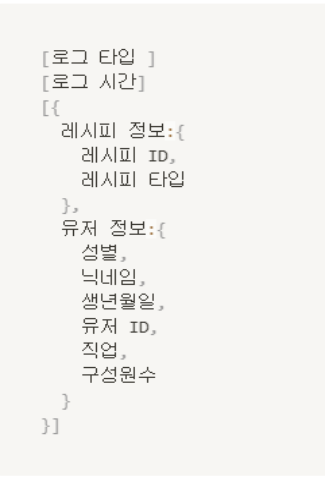 [로그 타입 ]
[로그 시간]
[{
레시피 정보:{
레시피 ID,
레시피 타입
},
유저 정보:{
성별,
닉네임,
생년월일,
유저 ID,
직업,
구성원수
}
}]